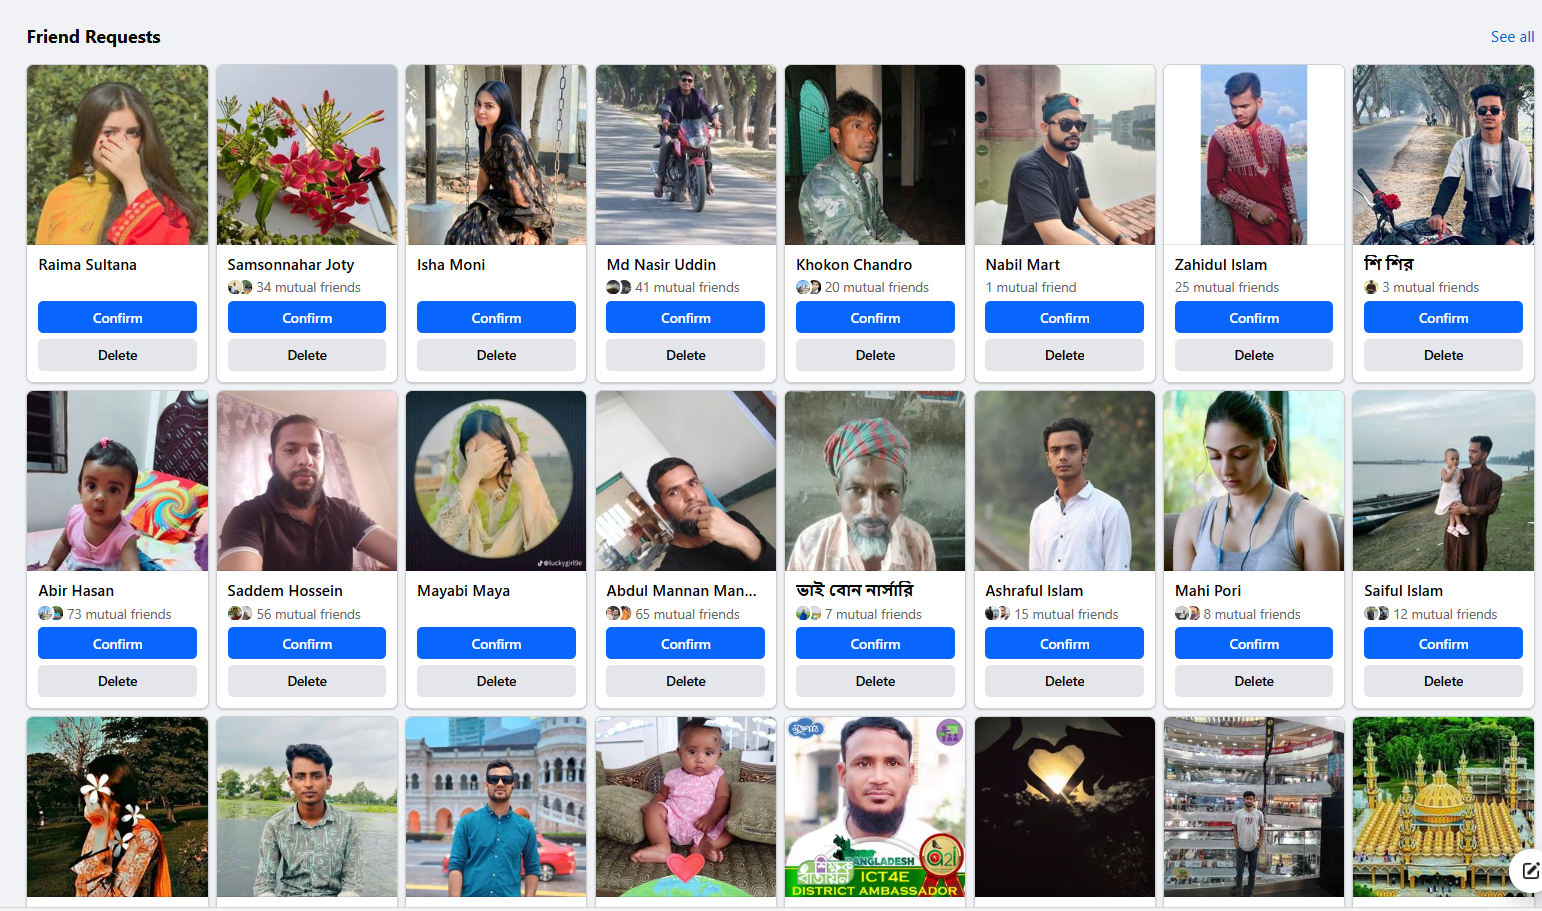 Friend Requests
See all
Raima Sultana
Samsonnahar Joty
Isha Moni
Md Nasir Uddin
Khokon Chandro
Nabil Mart
Zahidul Islam
শি শির
34 mutual friends
41 mutual friends
20 mutual friends
1 mutual friend
25 mutual friends
3 mutual friends
Confirm
Confirm
Confirm
Confirm
Confirm
Confirm
Confirm
Confirm
Delete
Delete
Delete
Delete
Delete
Delete
Delete
Delete
@luckygirl9e
Abir Hasan
Saddem Hossein
Mayabi Maya
Abdul Mannan Man...
ভাই বোন নার্সারি
Ashraful Islam
Mahi Pori
Saiful Islam
73 mutual friends
56 mutual friends
65 mutual friends
7 mutual friends
15 mutual friends
8 mutual friends
12 mutual friends
Confirm
Confirm
Confirm
Confirm
Confirm
Confirm
Confirm
Confirm
Delete
Delete
Delete
Delete
Delete
Delete
Delete
Delete
মুক্তপাঠ
BANGLADESH
a2i
শিক্ষক
বাতায়ন
ICT4E
DISTRICT AMBASSADOR